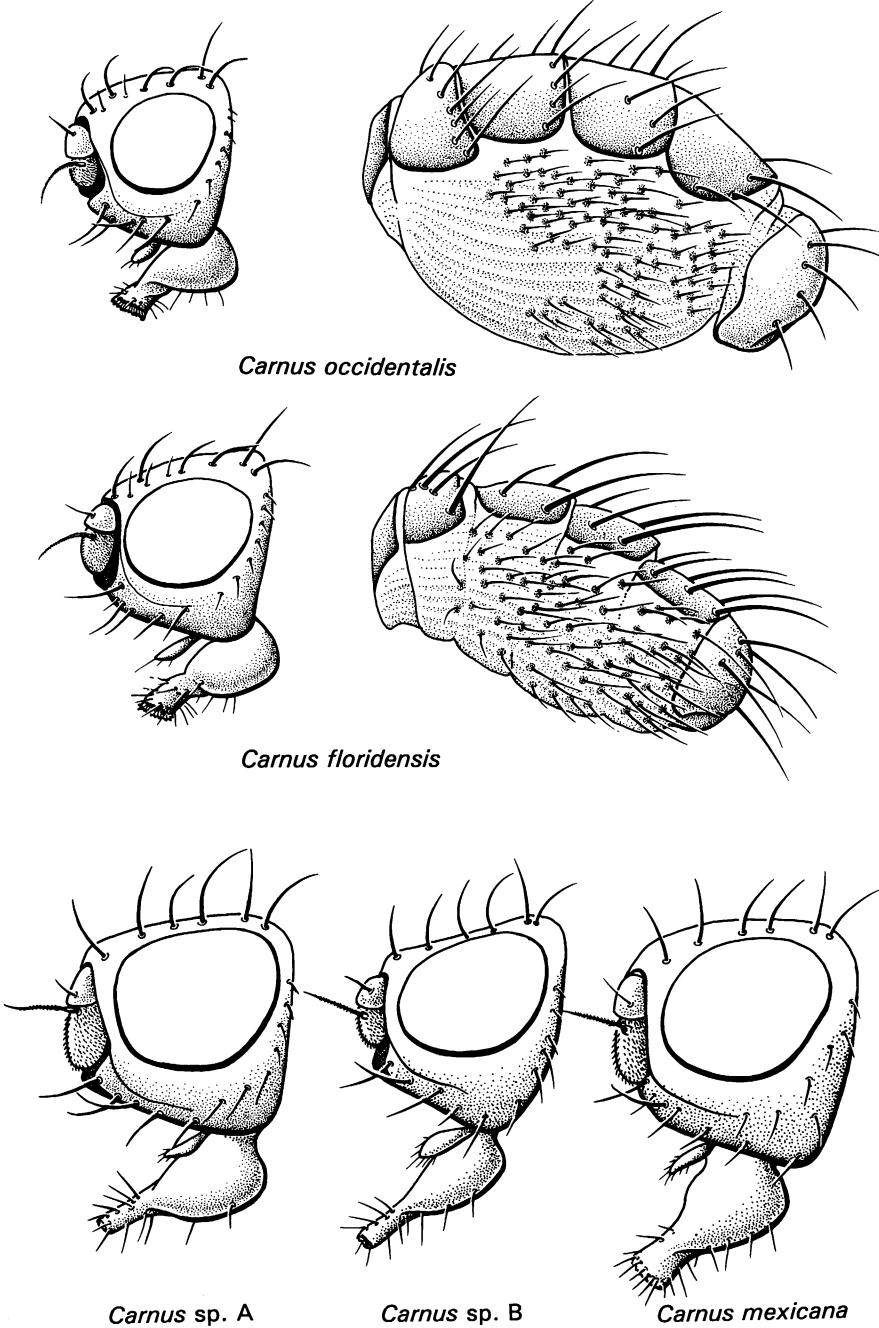 Carnus occidentalis
Carnus floridensis
Carnus sp. A
Carnus sp. B
Carnus mexicana